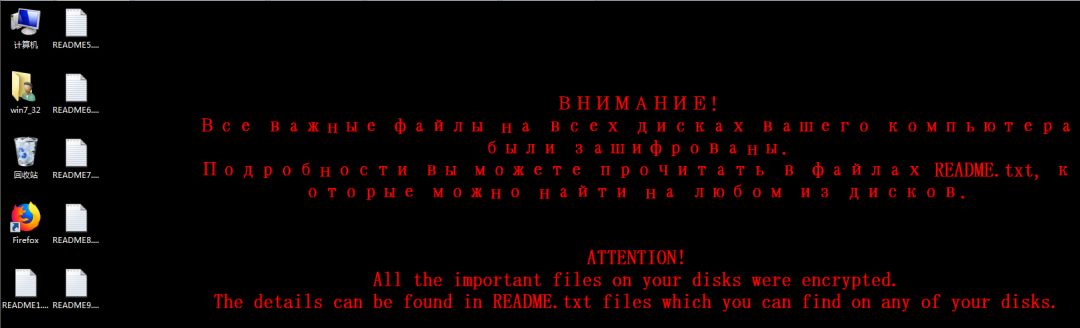 计算机
README5....
win7_32
README6....
回收站
README7....
Firefox
README8....
README1....
README9....
ВНИМАНИЕ!
Все важные файлы на всех дисках вашего компьютера
были зашифрованы.
Подробности вы можете прочитать в файлах README.txt, к
оторые можно найти на любом из дисков.
ATTENTION!
All the important files on your disks were encrypted.
The details can be found in README.txt files which you can find on any of your disks.